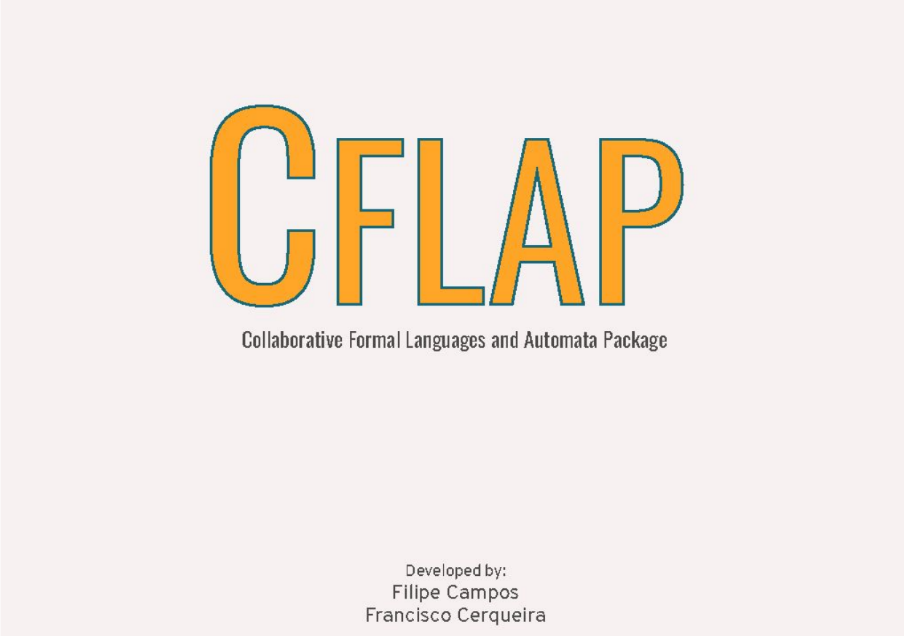 CFLAP
Collaborative Formal Languages and Automata Package
Developed by:
Filipe Campos
Francisco Cerqueira